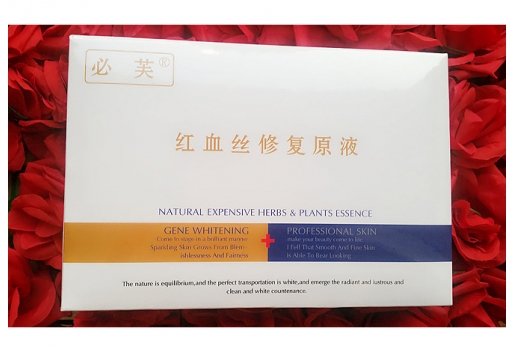 必芙®
红血丝修复原液
NATURAL EXPENSIVE HERBS & PLANTS ESSENCE
GENE WHITENING
Come to stage in a brilliant manner
Sparkling Skin Grows From Blem-
ishlessness And Fairness
PROFESSIONAL SKIN
make your beauty come to life
I Fell That Smooth And Fine Skin
Is Able To Bear Looking
The nature is equilibrium,and the perfect transportation is white,and emerge the radiant and lustrous and
clean and white countenance.